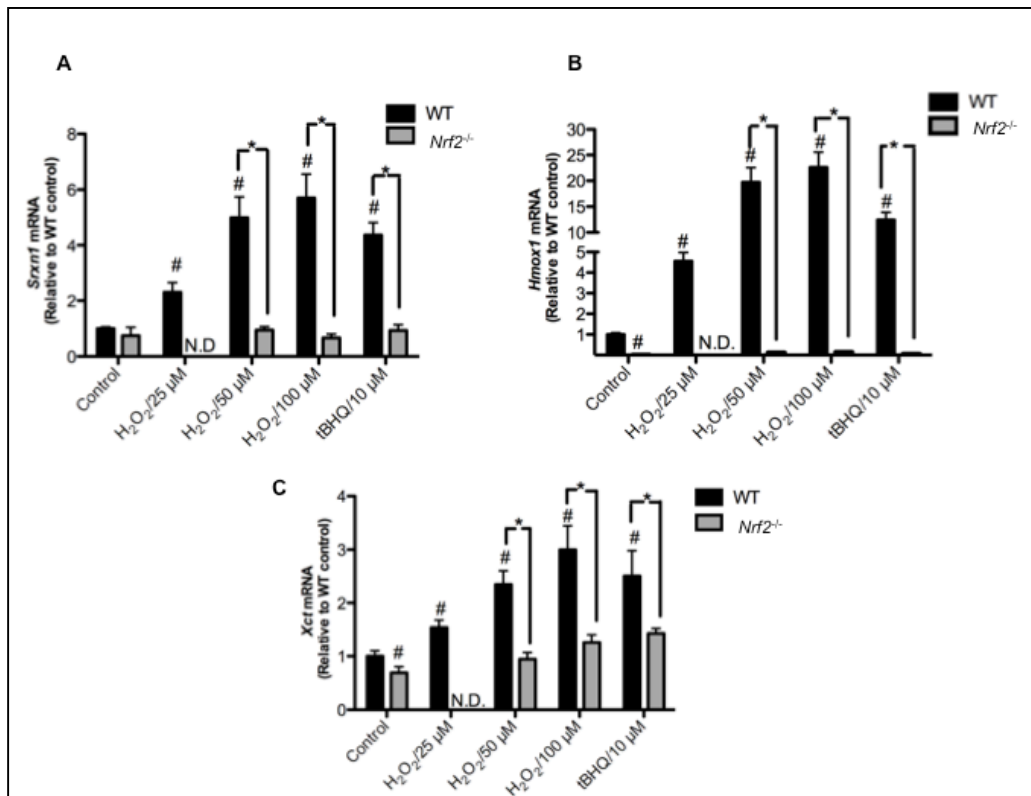 A
WT
Nrf2-/-
Srxn1 mRNA
(Relative to WT control)
8
6
4
2
0
#
#
*
#
*
#
*
N.D
Control
H2O2/25 µM
H2O2/50 µM
H2O2/100 µM
tBHQ/10 µM
B
WT
Nrf2-/-
Hmox1 mRNA
(Relative to WT control)
30
25
20
15
10
5
4
3
2
1
#
#
#
*
#
*
#
*
N.D.
Control
H2O2/25 µM
H2O2/50 µM
H2O2/100 µM
tBHQ/10 µM
C
WT
Nrf2-/-
Xct mRNA
(Relative to WT control)
4
3
2
1
0
#
#
#
*
#
*
#
*
N.D.
Control
H2O2/25 µM
H2O2/50 µM
H2O2/100 µM
tBHQ/10 µM